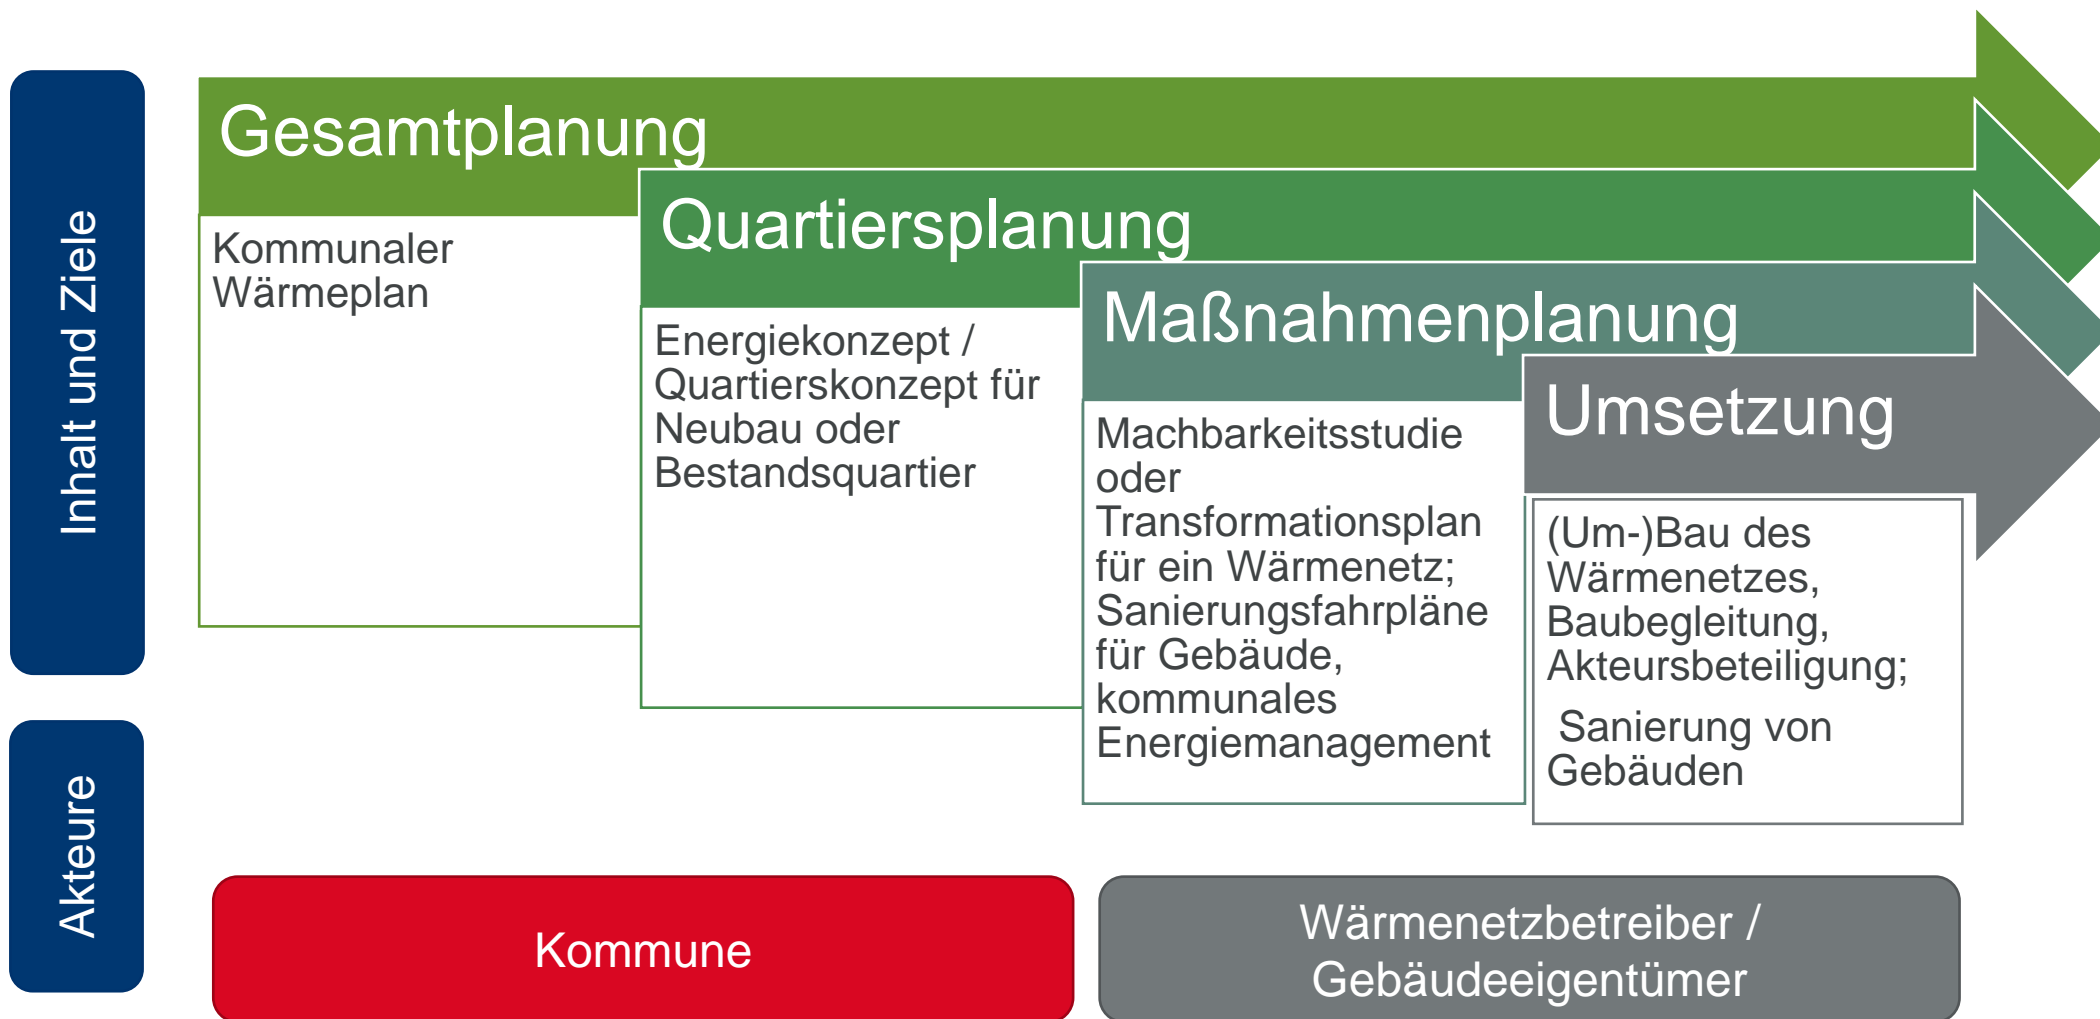 Inhalt und Ziele
Gesamtplanung
Kommunaler
Wärmeplan
Quartiersplanung
Energiekonzept /
Quartierskonzept für
Neubau oder
Bestandsquartier
Maßnahmenplanung
Machbarkeitsstudie
oder
Transformationsplan
für ein Wärmenetz;
Sanierungsfahrpläne
für Gebäude,
kommunales
Energiemanagement
Umsetzung
(Um-)Bau des
Wärmenetzes,
Baubegleitung,
Akteursbeteiligung;
Sanierung von
Gebäuden
Akteure
Kommune
Wärmenetzbetreiber /
Gebäudeeigentümer